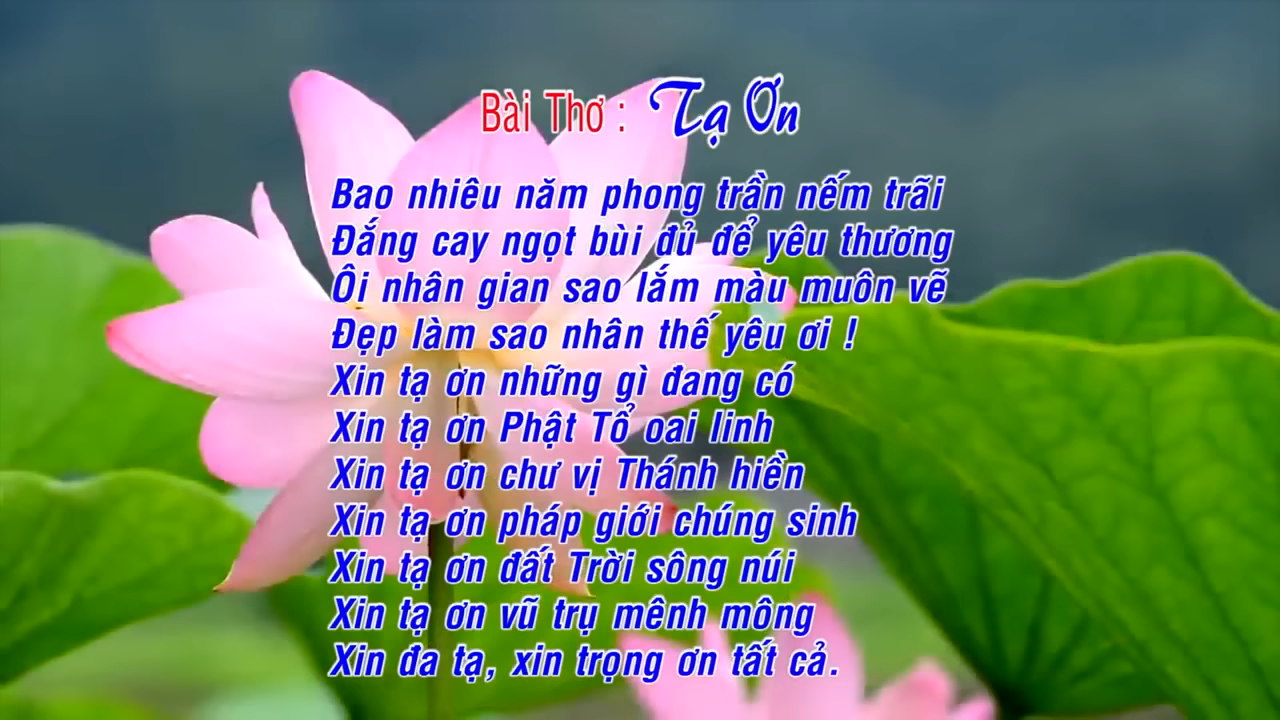 Bài Thơ : Tạ Ơn
Bao nhiêu năm phong trần nếm trãi
Đắng cay ngọt bùi đủ để yêu thương
Ôi nhân gian sao lắm màu muôn vẽ
Đẹp làm sao nhân thế yêu ơi !
Xin tạ ơn những gì đang có
Xin tạ ơn Phật Tổ oai linh
Xin tạ ơn chư vị Thánh hiền
Xin tạ ơn pháp giới chúng sinh
Xin tạ ơn đất Trời sông núi
Xin tạ ơn vũ trụ mênh mông
Xin đa tạ, xin trọng ơn tất cả.